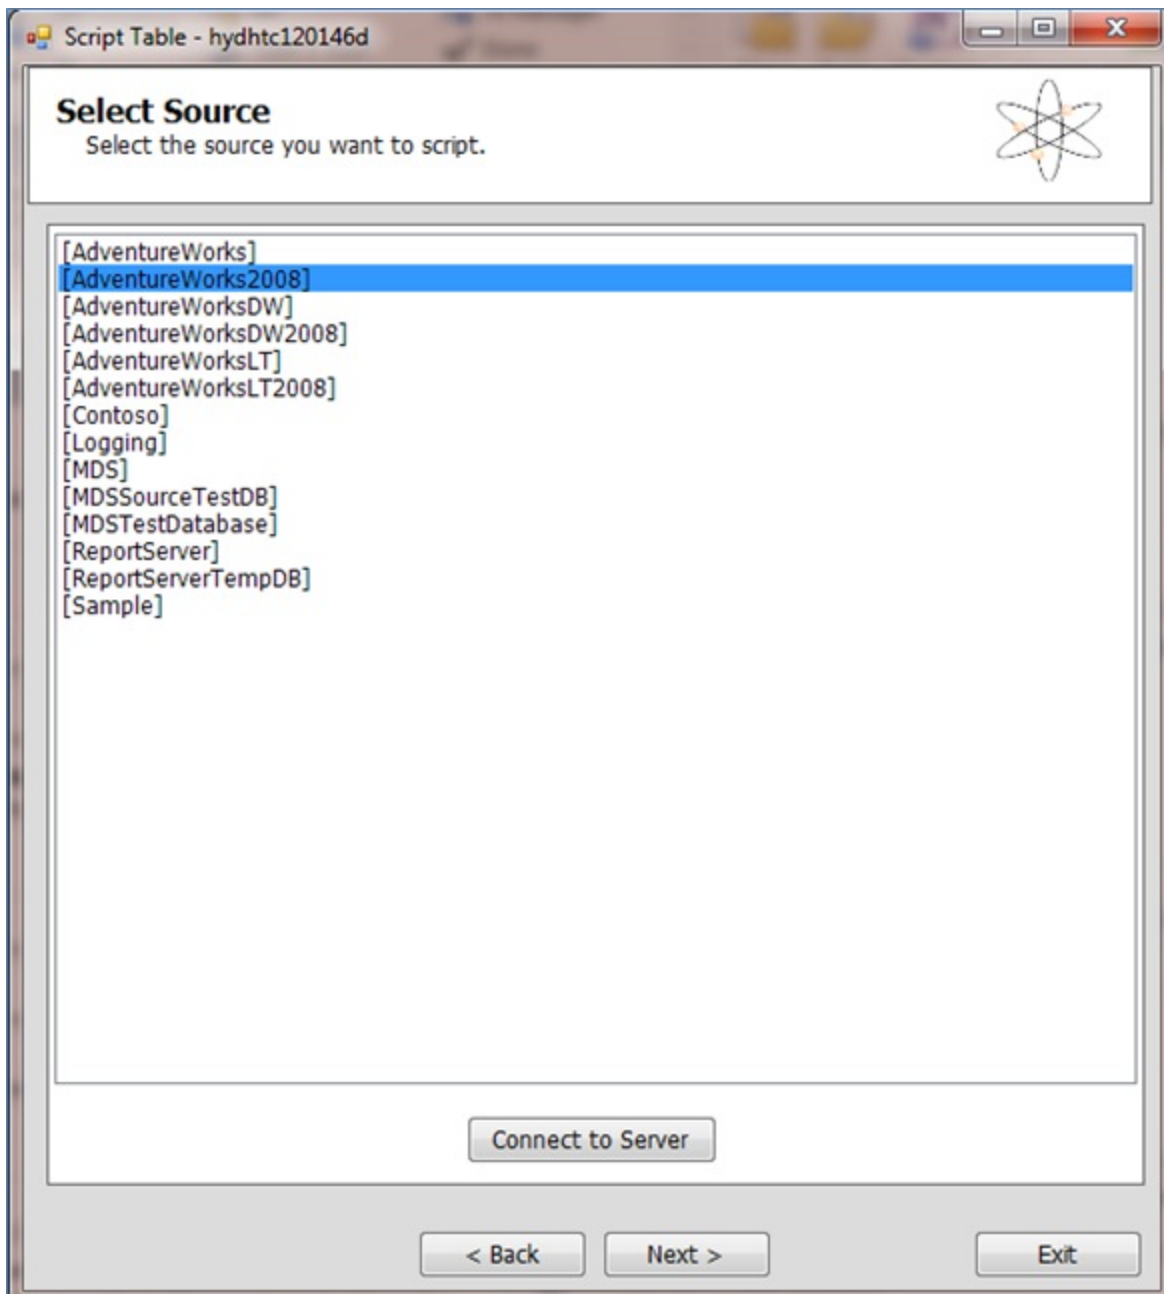 Script Table - hydhtc120146d
Select Source
Select the source you want to script.
[AdventureWorks]
[AdventureWorks2008]
[AdventureWorksDW]
[AdventureWorksDW2008]
[AdventureWorksLT]
[AdventureWorksLT2008]
[Contoso]
[Logging]
[MDS]
[MDSSourceTestDB]
[MDSTestDatabase]
[ReportServer]
[ReportServerTempDB]
[Sample]
Connect to Server
< Back
Next >
Exit